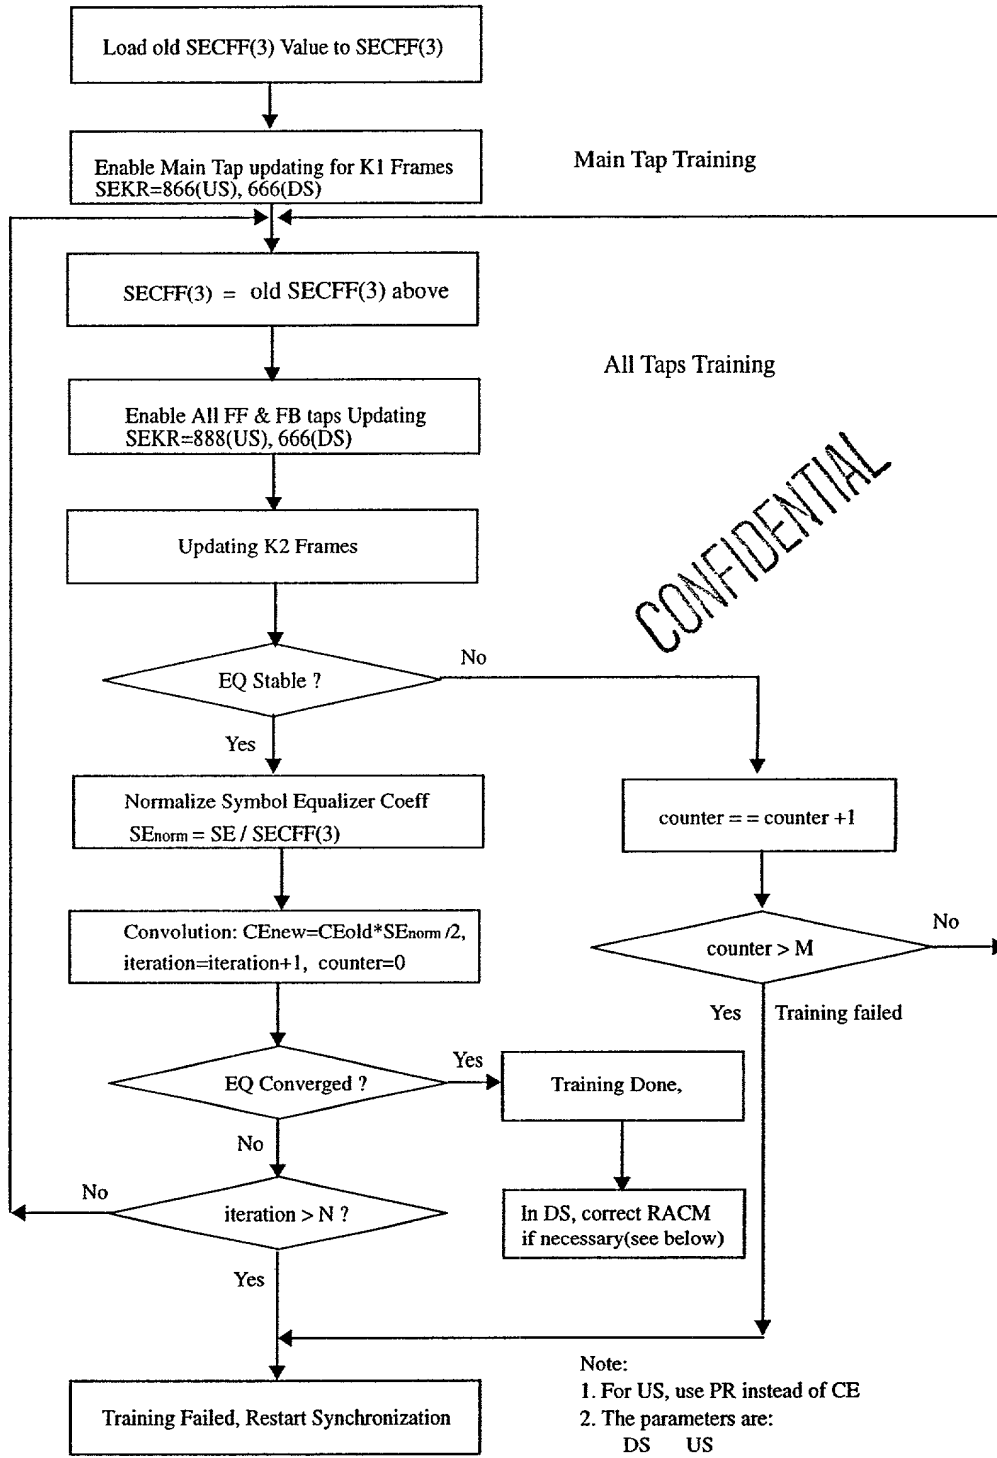 Load old SECFF(3) Value to SECFF(3)
Enable Main Tap updating for K1 Frames
SEKR=866(US), 666(DS)
Main Tap Training
SECFF(3) = old SECFF(3) above
All Taps Training
Enable All FF & FB taps Updating
SEKR=888(US), 666(DS)
CONFIDENTIAL
Updating K2 Frames
EQ Stable ?
No
Yes
Normalize Symbol Equalizer Coeff
SEnorm = SE / SECFF(3)
counter = = counter +1
Convolution: CEnew=CEold*SEnorm /2,
iteration=iteration+1, counter=0
counter > M
No
Yes
Training failed
EQ Converged ?
Yes
Training Done,
No
iteration > N ?
No
In DS, correct RACM
if necessary(see below)
Yes
Training Failed, Restart Synchronization
Note:
1. For US, use PR instead of CE
2. The parameters are:
DS US